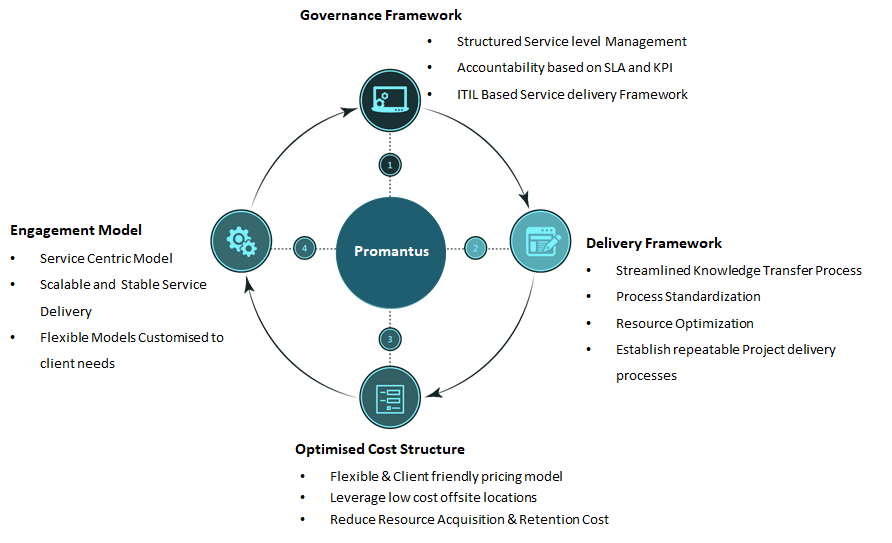 Governance Framework
• Structured Service level Management
• Accountability based on SLA and KPI
• ITIL Based Service delivery Framework
1
Engagement Model
• Service Centric Model
• Scalable and Stable Service
Delivery
• Flexible Models Customised to
client needs
4
Promantus
2
Delivery Framework
• Streamlined Knowledge Transfer Process
• Process Standardization
• Resource Optimization
• Establish repeatable Project delivery
processes
3
Optimised Cost Structure
• Flexible & Client friendly pricing model
• Leverage low cost offsite locations
• Reduce Resource Acquisition & Retention Cost